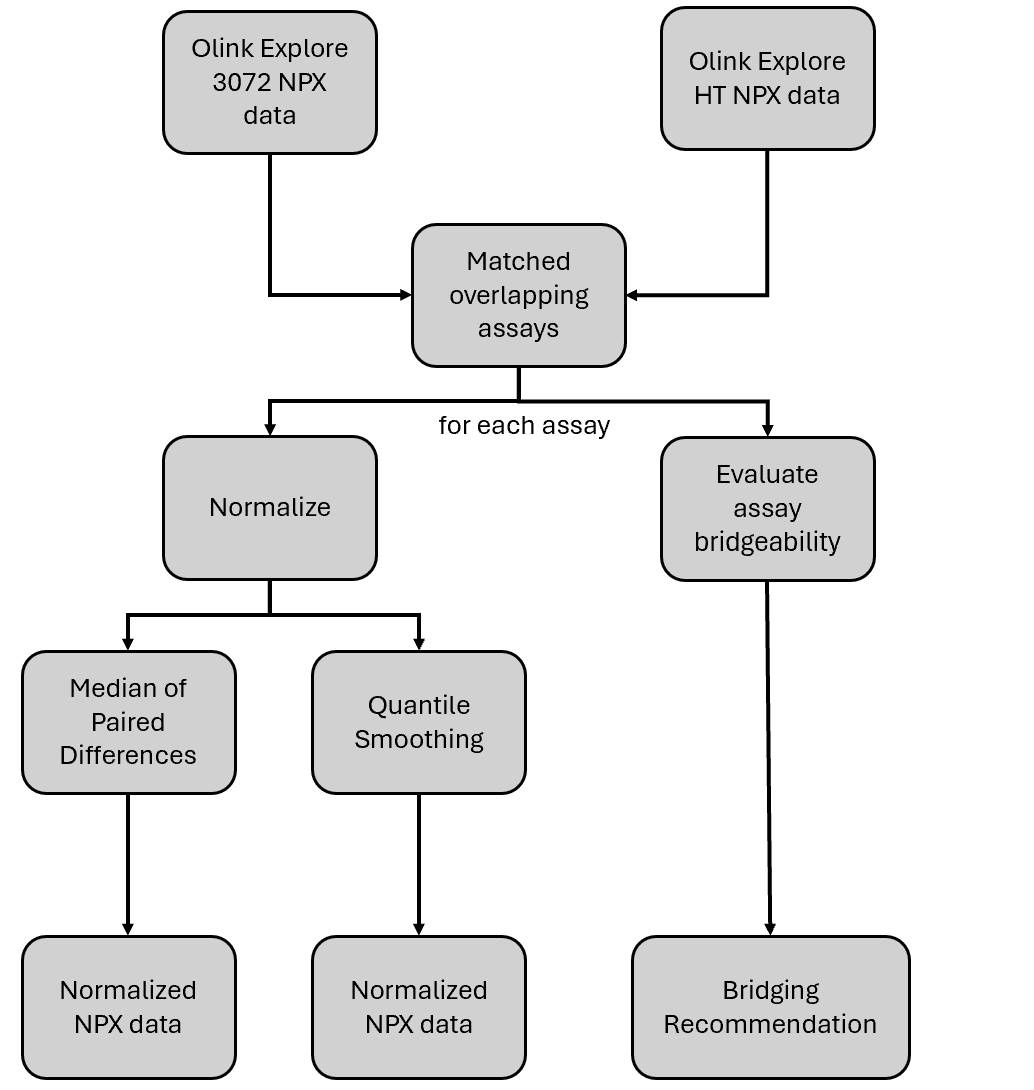 Olink Explore
3072 NPX
data
Olink Explore
HT NPX data
Matched
overlapping
assays
for each assay
Normalize
Evaluate
assay
bridgeability
Median of
Paired
Differences
Quantile
Smoothing
Normalized
NPX data
Normalized
NPX data
Bridging
Recommendation